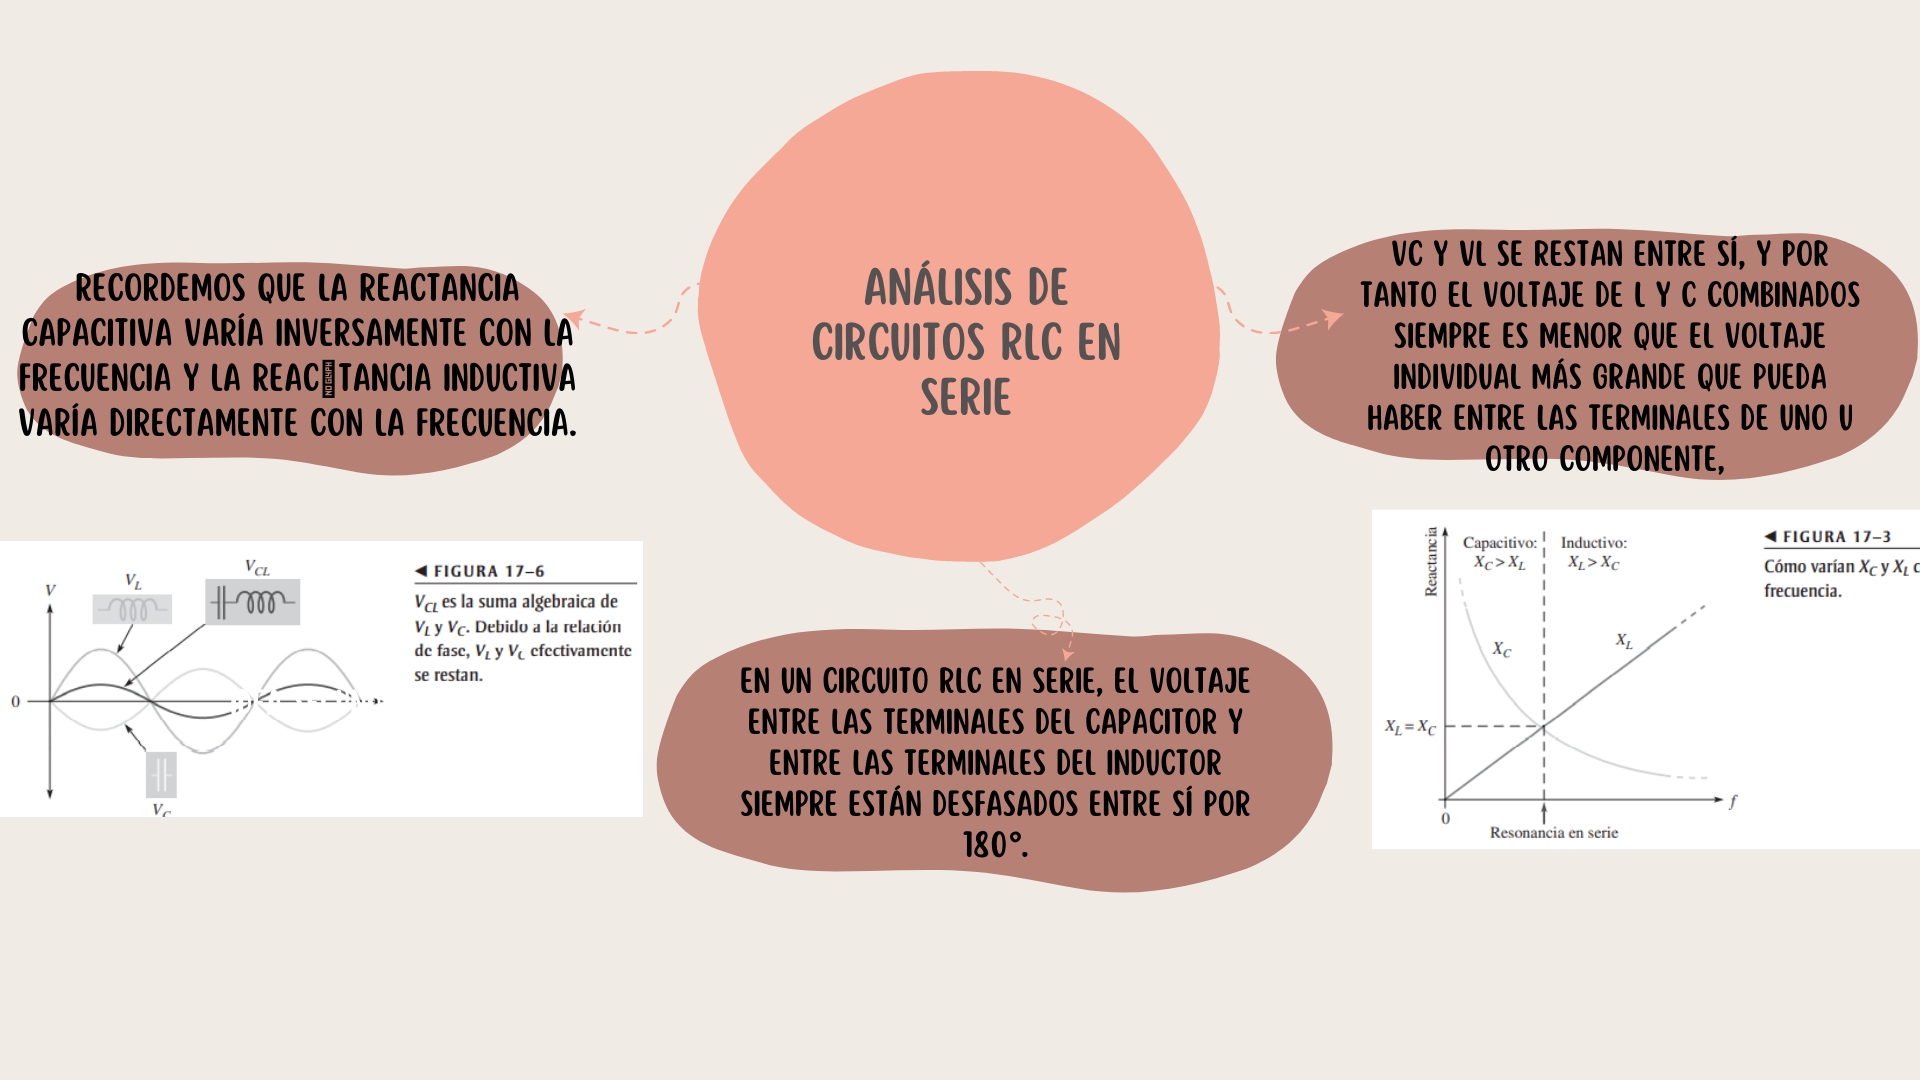 ANÁLISIS DE
CIRCUITOS RLC EN
SERIE
RECORDEMOS QUE LA REACTANCIA
CAPACITIVA VARÍA INVERSAMENTE CON LA
FRECUENCIA Y LA REAC TANCIA INDUCTIVA
VARÍA DIRECTAMENTE CON LA FRECUENCIA.
VC Y VL SE RESTAN ENTRE SÍ, Y POR
TANTO EL VOLTAJE DE L Y C COMBINADOS
SIEMPRE ES MENOR QUE EL VOLTAJE
INDIVIDUAL MÁS GRANDE QUE PUEDA
HABER ENTRE LAS TERMINALES DE UNO U
OTRO COMPONENTE,
EN UN CIRCUITO RLC EN SERIE, EL VOLTAJE
ENTRE LAS TERMINALES DEL CAPACITOR Y
ENTRE LAS TERMINALES DEL INDUCTOR
SIEMPRE ESTÁN DESFASADOS ENTRE SÍ POR
180°.
V
V_L
V_CL
0
V_C
◄ FIGURA 17–6
V_CL es la suma algebraica de
V_L y V_C. Debido a la relación
de fase, V_L y V_C efectivamente
se restan.
Reactancia
Capacitivo:
X_C > X_L
Inductivo:
X_L > X_C
X_C
X_L
X_L = X_C
0
f
Resonancia en serie
◄ FIGURA 17–3
Cómo varían X_C y X_L c
frecuencia.